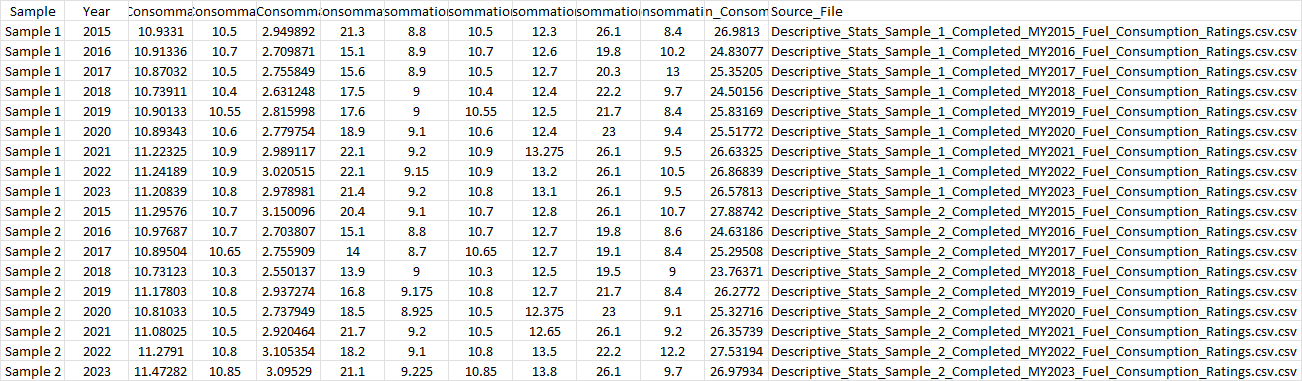 Sample Year Consomma Consomma Consomma sommation sommation sommation sommation sommation nsommatin n_Consom Source_File
Sample 1 2015 10.9331 10.5 2.949892 21.3 8.8 10.5 12.3 26.1 8.4 26.9813 Descriptive_Stats_Sample_1_Completed_MY2015_Fuel_Consumption_Ratings.csv.csv
Sample 1 2016 10.91336 10.7 2.709871 15.1 8.9 10.7 12.6 19.8 10.2 24.83077 Descriptive_Stats_Sample_1_Completed_MY2016_Fuel_Consumption_Ratings.csv.csv
Sample 1 2017 10.87032 10.5 2.755849 15.6 8.9 10.5 12.7 20.3 13 25.35205 Descriptive_Stats_Sample_1_Completed_MY2017_Fuel_Consumption_Ratings.csv.csv
Sample 1 2018 10.73911 10.4 2.631248 17.5 9 10.4 12.4 22.2 9.7 24.50156 Descriptive_Stats_Sample_1_Completed_MY2018_Fuel_Consumption_Ratings.csv.csv
Sample 1 2019 10.90133 10.55 2.815998 17.6 9 10.55 12.5 21.7 8.4 25.83169 Descriptive_Stats_Sample_1_Completed_MY2019_Fuel_Consumption_Ratings.csv.csv
Sample 1 2020 10.89343 10.6 2.779754 18.9 9.1 10.6 12.4 23 9.4 25.51772 Descriptive_Stats_Sample_1_Completed_MY2020_Fuel_Consumption_Ratings.csv.csv
Sample 1 2021 11.22325 10.9 2.989117 22.1 9.2 10.9 13.275 26.1 9.5 26.63325 Descriptive_Stats_Sample_1_Completed_MY2021_Fuel_Consumption_Ratings.csv.csv
Sample 1 2022 11.24189 10.9 3.020515 22.1 9.15 10.9 13.2 26.1 10.5 26.86839 Descriptive_Stats_Sample_1_Completed_MY2022_Fuel_Consumption_Ratings.csv.csv
Sample 1 2023 11.20839 10.8 2.978981 21.4 9.2 10.8 13.1 26.1 9.5 26.57813 Descriptive_Stats_Sample_1_Completed_MY2023_Fuel_Consumption_Ratings.csv.csv
Sample 2 2015 11.29576 10.7 3.150096 20.4 9.1 10.7 12.8 26.1 10.7 27.88742 Descriptive_Stats_Sample_2_Completed_MY2015_Fuel_Consumption_Ratings.csv.csv
Sample 2 2016 10.97687 10.7 2.703807 15.1 8.8 10.7 12.7 19.8 8.6 24.63186 Descriptive_Stats_Sample_2_Completed_MY2016_Fuel_Consumption_Ratings.csv.csv
Sample 2 2017 10.89504 10.65 2.755909 14 8.7 10.65 12.7 19.1 8.4 25.29508 Descriptive_Stats_Sample_2_Completed_MY2017_Fuel_Consumption_Ratings.csv.csv
Sample 2 2018 10.73123 10.3 2.550137 13.9 9 10.3 12.5 19.5 9 23.76371 Descriptive_Stats_Sample_2_Completed_MY2018_Fuel_Consumption_Ratings.csv.csv
Sample 2 2019 11.17803 10.8 2.937274 16.8 9.175 10.8 12.7 21.7 8.4 26.2772 Descriptive_Stats_Sample_2_Completed_MY2019_Fuel_Consumption_Ratings.csv.csv
Sample 2 2020 10.81033 10.5 2.737949 18.5 8.925 10.5 12.375 23 9.1 25.32716 Descriptive_Stats_Sample_2_Completed_MY2020_Fuel_Consumption_Ratings.csv.csv
Sample 2 2021 11.08025 10.5 2.920464 21.7 9.2 10.5 12.65 26.1 9.2 26.35739 Descriptive_Stats_Sample_2_Completed_MY2021_Fuel_Consumption_Ratings.csv.csv
Sample 2 2022 11.2791 10.8 3.105354 18.2 9.1 10.8 13.5 22.2 12.2 27.53194 Descriptive_Stats_Sample_2_Completed_MY2022_Fuel_Consumption_Ratings.csv.csv
Sample 2 2023 11.47282 10.85 3.09529 21.1 9.225 10.85 13.8 26.1 9.7 26.97934 Descriptive_Stats_Sample_2_Completed_MY2023_Fuel_Consumption_Ratings.csv.csv